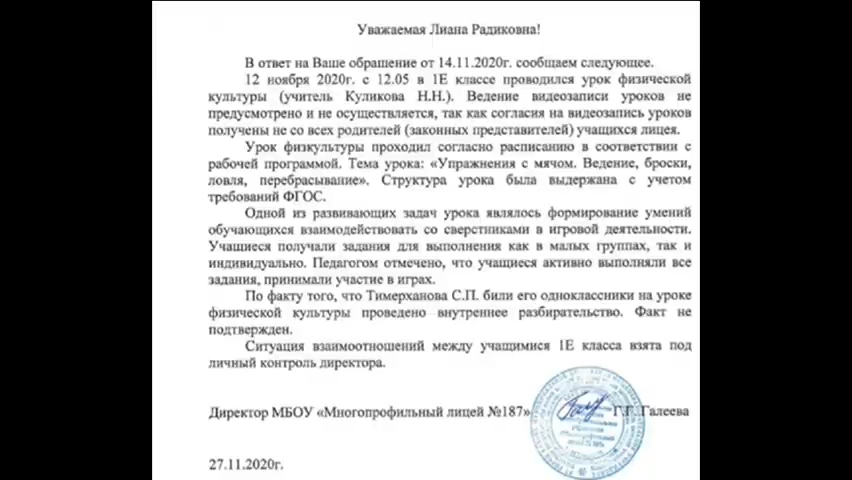 Уважаемая Лиана Радиковна!
В ответ на Ваше обращение от 14.11.2020г. сообщаем следующее.
12 ноября 2020г. с 12.05 в 1Е классе проводился урок физической
культуры (учитель Куликова Н.Н.). Ведение видеозаписи уроков не
предусмотрено и не осуществляется, так как согласия на видеозапись уроков
получены не со всех родителей (законных представителей) учащихся лицея.
Урок физкультуры проходил согласно расписанию в соответствии с
рабочей программой. Тема урока: «Упражнения с мячом. Ведение, броски,
ловля, перебрасывание». Структура урока была выдержана с учетом
требований ФГОС.
Одной из развивающих задач урока являлось формирование умений
обучающихся взаимодействовать со сверстниками в игровой деятельности.
Учащиеся получали задания для выполнения как в малых группах, так и
индивидуально. Педагогом отмечено, что учащиеся активно выполняли все
задания, принимали участие в играх.
По факту того, что Тимерханова С.П. били его одноклассники на уроке
физической культуры проведено внутреннее разбирательство. Факт не
подтвержден.
Ситуация взаимоотношений между учащимися 1Е класса взята под
личный контроль директора.
Директор МБОУ «Многопрофильный лицей №187» Г.Г. Галеева
27.11.2020г.